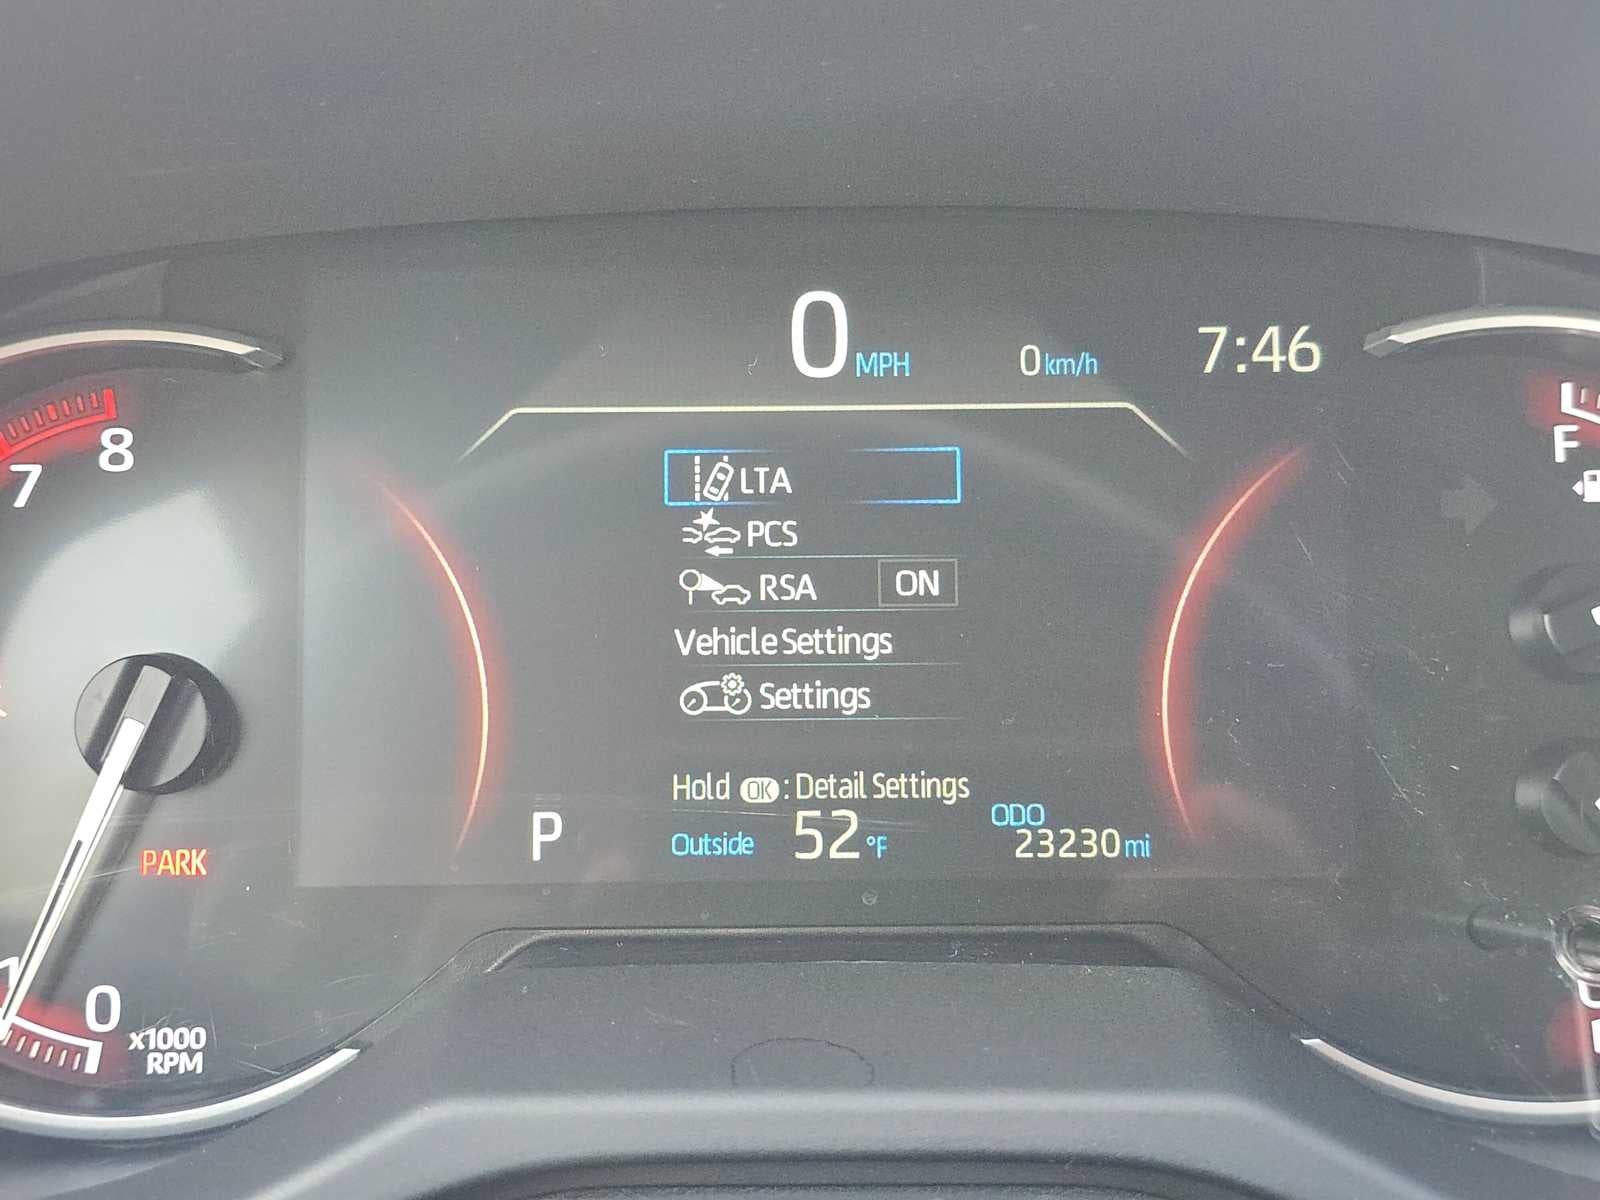 0 MPH 0 km/h 7:46
8
7
F
LTA
PCS
RSA ON
Vehicle Settings
Settings
Hold OK : Detail Settings
P Outside 52 °F ODO
23230 mi
PARK
1
0
x1000
RPM